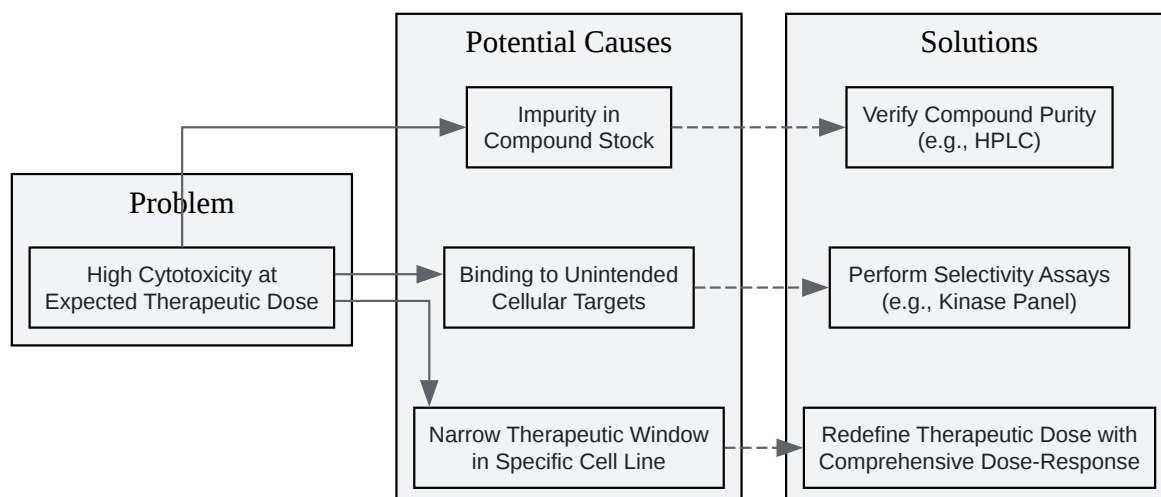 Problem
High Cytotoxicity at
Expected Therapeutic Dose
Potential Causes
Impurity in
Compound Stock
Binding to Unintended
Cellular Targets
Narrow Therapeutic Window
in Specific Cell Line
Solutions
Verify Compound Purity
(e.g., HPLC)
Perform Selectivity Assays
(e.g., Kinase Panel)
Redefine Therapeutic Dose with
Comprehensive Dose-Response